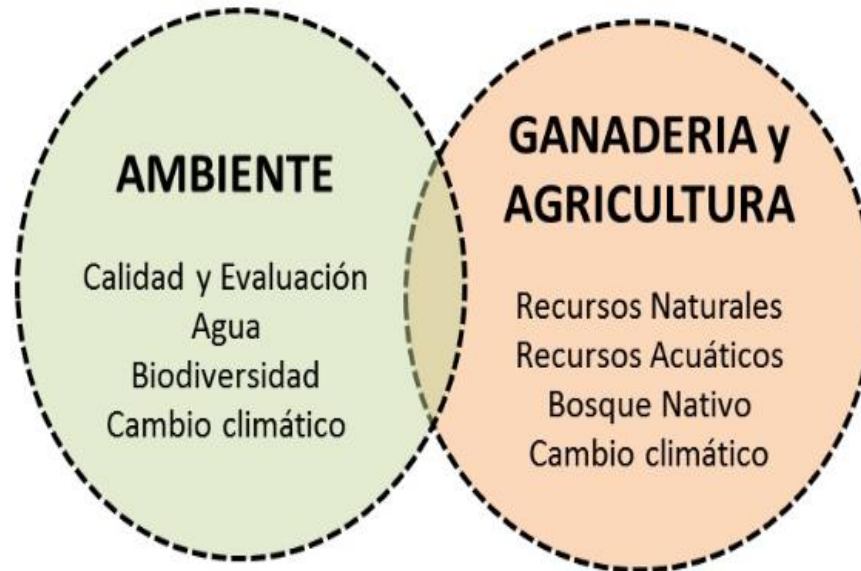 AMBIENTE
Calidad y Evaluación
Agua
Biodiversidad
Cambio climático
GANADERIA y
AGRICULTURA
Recursos Naturales
Recursos Acuáticos
Bosque Nativo
Cambio climático